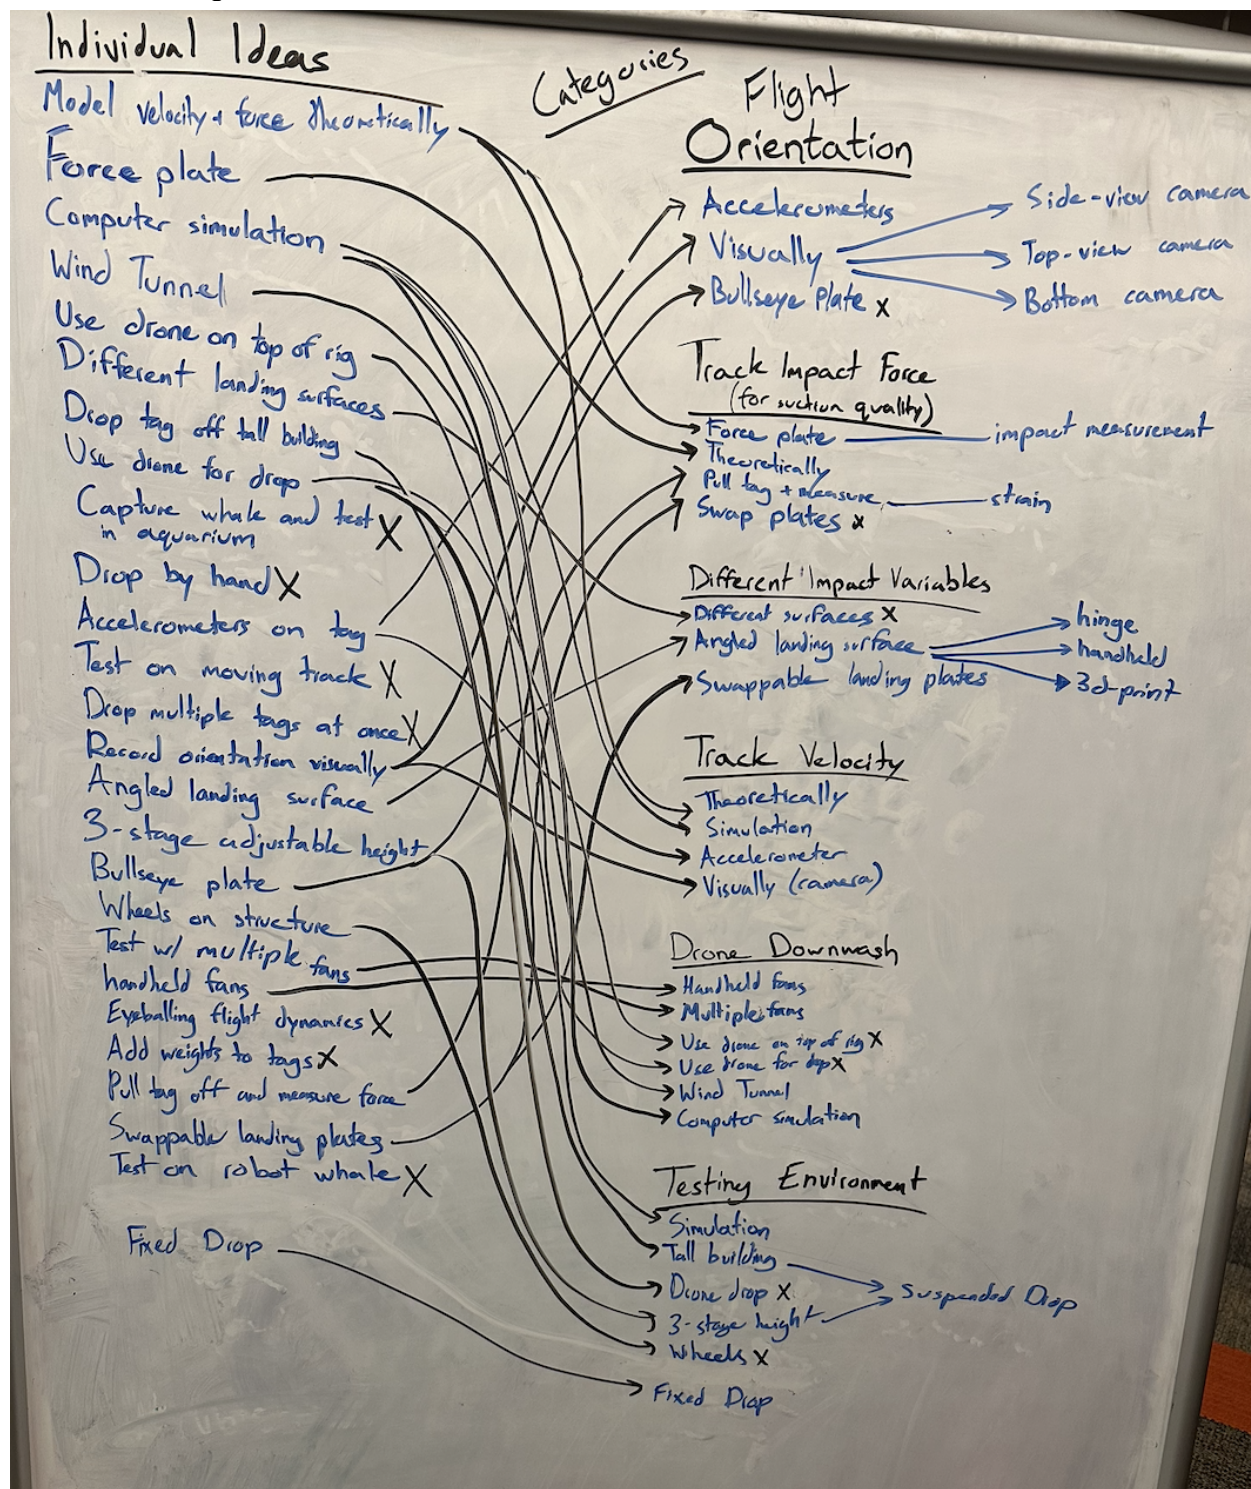 Individual Ideas
Model velocity + force theoretically
Force plate
Computer simulation
Wind Tunnel
Use drone on top of rig
Different landing surfaces
Drop tag off tall building
Use drone for drop
Capture whale and test X
in aquarium
Drop by hand X
Accelerometers on tag
Test on moving track X
Drop multiple tags at once X
Record orientation visually
Angled landing surface
3-stage adjustable height
Bullseye plate
Wheels on structure
Test w/ multiple fans
handheld fans
Eyeballing flight dynamics X
Add weights to tags X
Pull tag off and measure force
Swappable landing plates
Test on robot whale X
Fixed Drop
Categories
Flight
Orientation
Accelerometers
Visually
Side-view camera
Top-view camera
Bottom camera
Bullseye Plate x
Track Impact Force
(for suction quality)
Force plate
impact measurement
Theoretically
Pull tag + measure
strain
Swap plates x
Different Impact Variables
Different surfaces X
Angled landing surface
hinge
handheld
3d-print
Swappable landing plates
Track Velocity
Theoretically
Simulation
Accelerometer
Visually (camera)
Drone Downwash
Handheld fans
Multiple fans
Use drone on top of rig X
Use drone for drop X
Wind Tunnel
Computer simulation
Testing Environment
Simulation
Tall building
Drone drop X
Suspended Drop
3-stage height
Wheels X
Fixed Drop